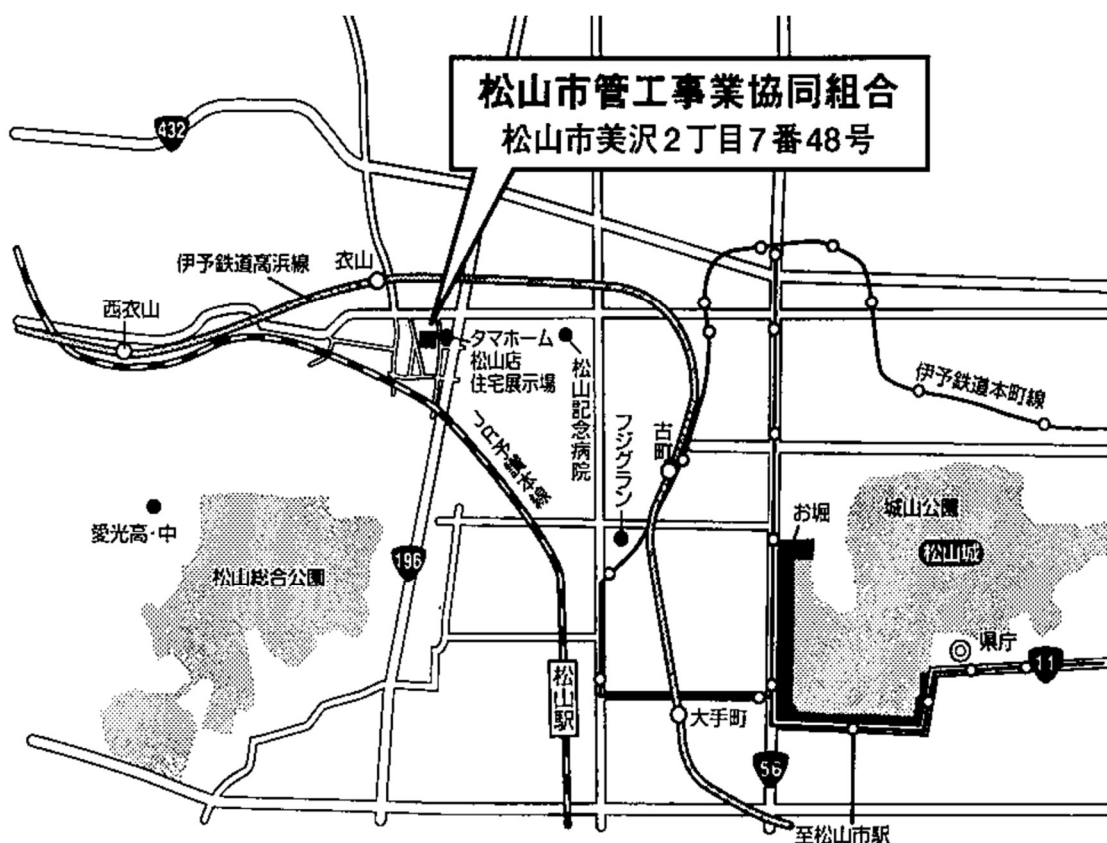 松山市管工事業協同組合
松山市美沢2丁目7番48号
432
伊予鉄道高浜線
衣山
西衣山
タマホーム
松山店
住宅展示場
松山記念病院
フジグラン
古町
伊予鉄道本町線
JR予讃本線
愛光高・中
松山総合公園
196
お堀
城山公園
松山城
県庁
11
松山駅
大手町
56
至松山市駅